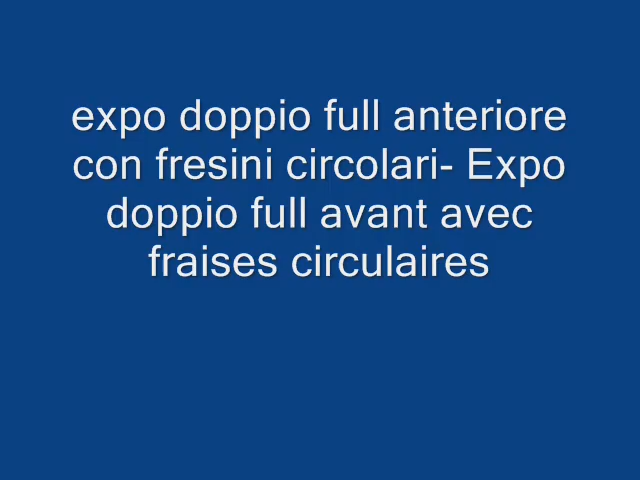 expo doppio full anteriore
con fresini circolari- Expo
doppio full avant avec
fraises circulaires